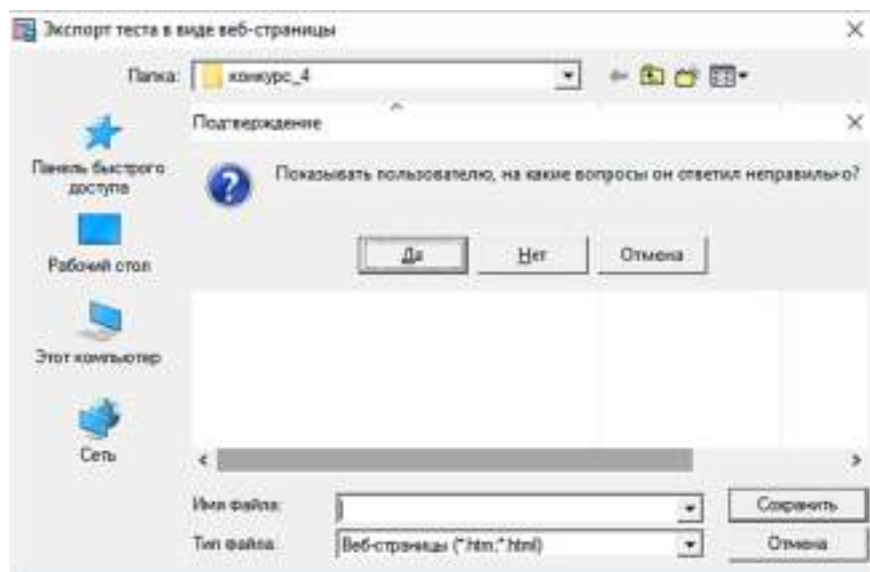 Экспорт теста в виде веб-страницы
Папка: конкурс_4
Подтверждение
Показывать пользователю, на какие вопросы он ответил неправильно?
Да Нет Отмена
Панель быстрого
доступа
Рабочий стол
Этот компьютер
Сеть
Имя файла: Сохранить
Тип файла: Веб-страницы (*.htm;*.html) Отмена